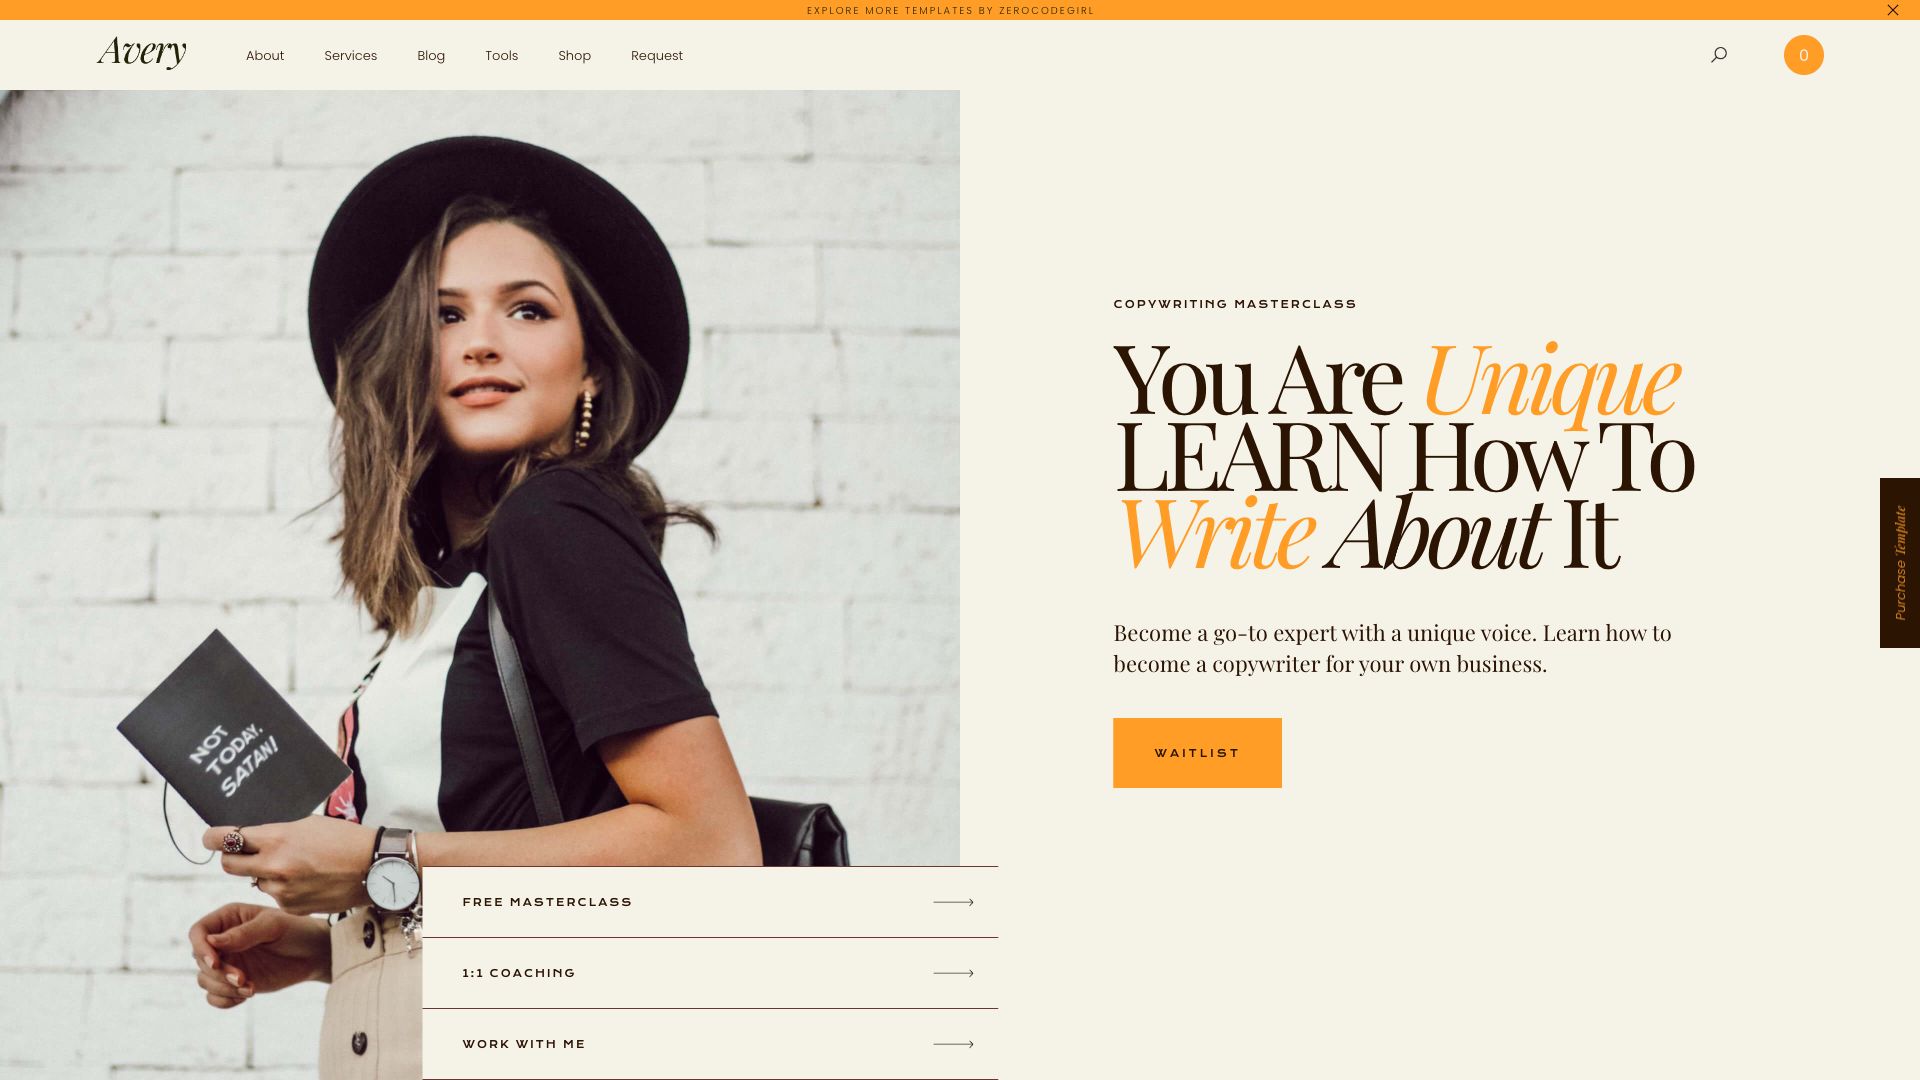 EXPLORE MORE TEMPLATES BY ZEROCODEGIRL
Avery
About
Services
Blog
Tools
Shop
Request
0
COPYWRITING MASTERCLASS
You Are Unique
LEARN How To
Write About It
Become a go-to expert with a unique voice. Learn how to
become a copywriter for your own business.
WAITLIST
Purchase Template
NOT
TODAY,
SATAN!
FREE MASTERCLASS
1:1 COACHING
WORK WITH ME